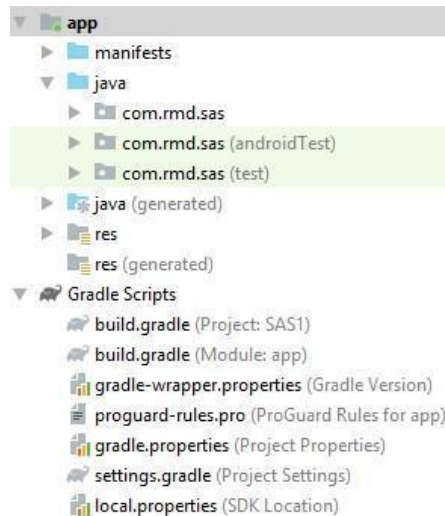 app
manifests
java
com.rmd.sas
com.rmd.sas (androidTest)
com.rmd.sas (test)
java (generated)
res
res (generated)
Gradle Scripts
build.gradle (Project: SAS1)
build.gradle (Module: app)
gradle-wrapper.properties (Gradle Version)
proguard-rules.pro (ProGuard Rules for app)
gradle.properties (Project Properties)
settings.gradle (Project Settings)
local.properties (SDK Location)